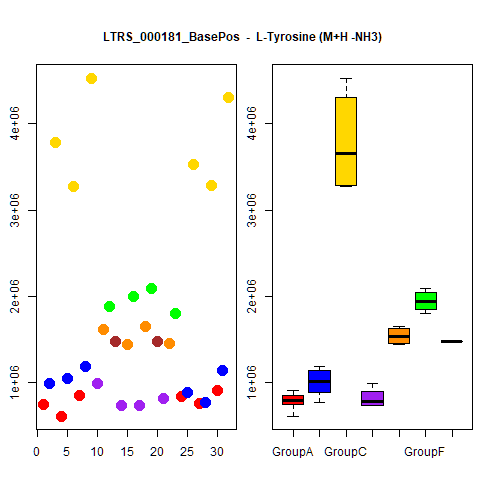 LTRS_000181_BasePos - L-Tyrosine (M+H -NH3)
4e+06
3e+06
2e+06
1e+06
0 5 10 15 20 25 30
4e+06
3e+06
2e+06
1e+06
GroupA GroupC GroupF